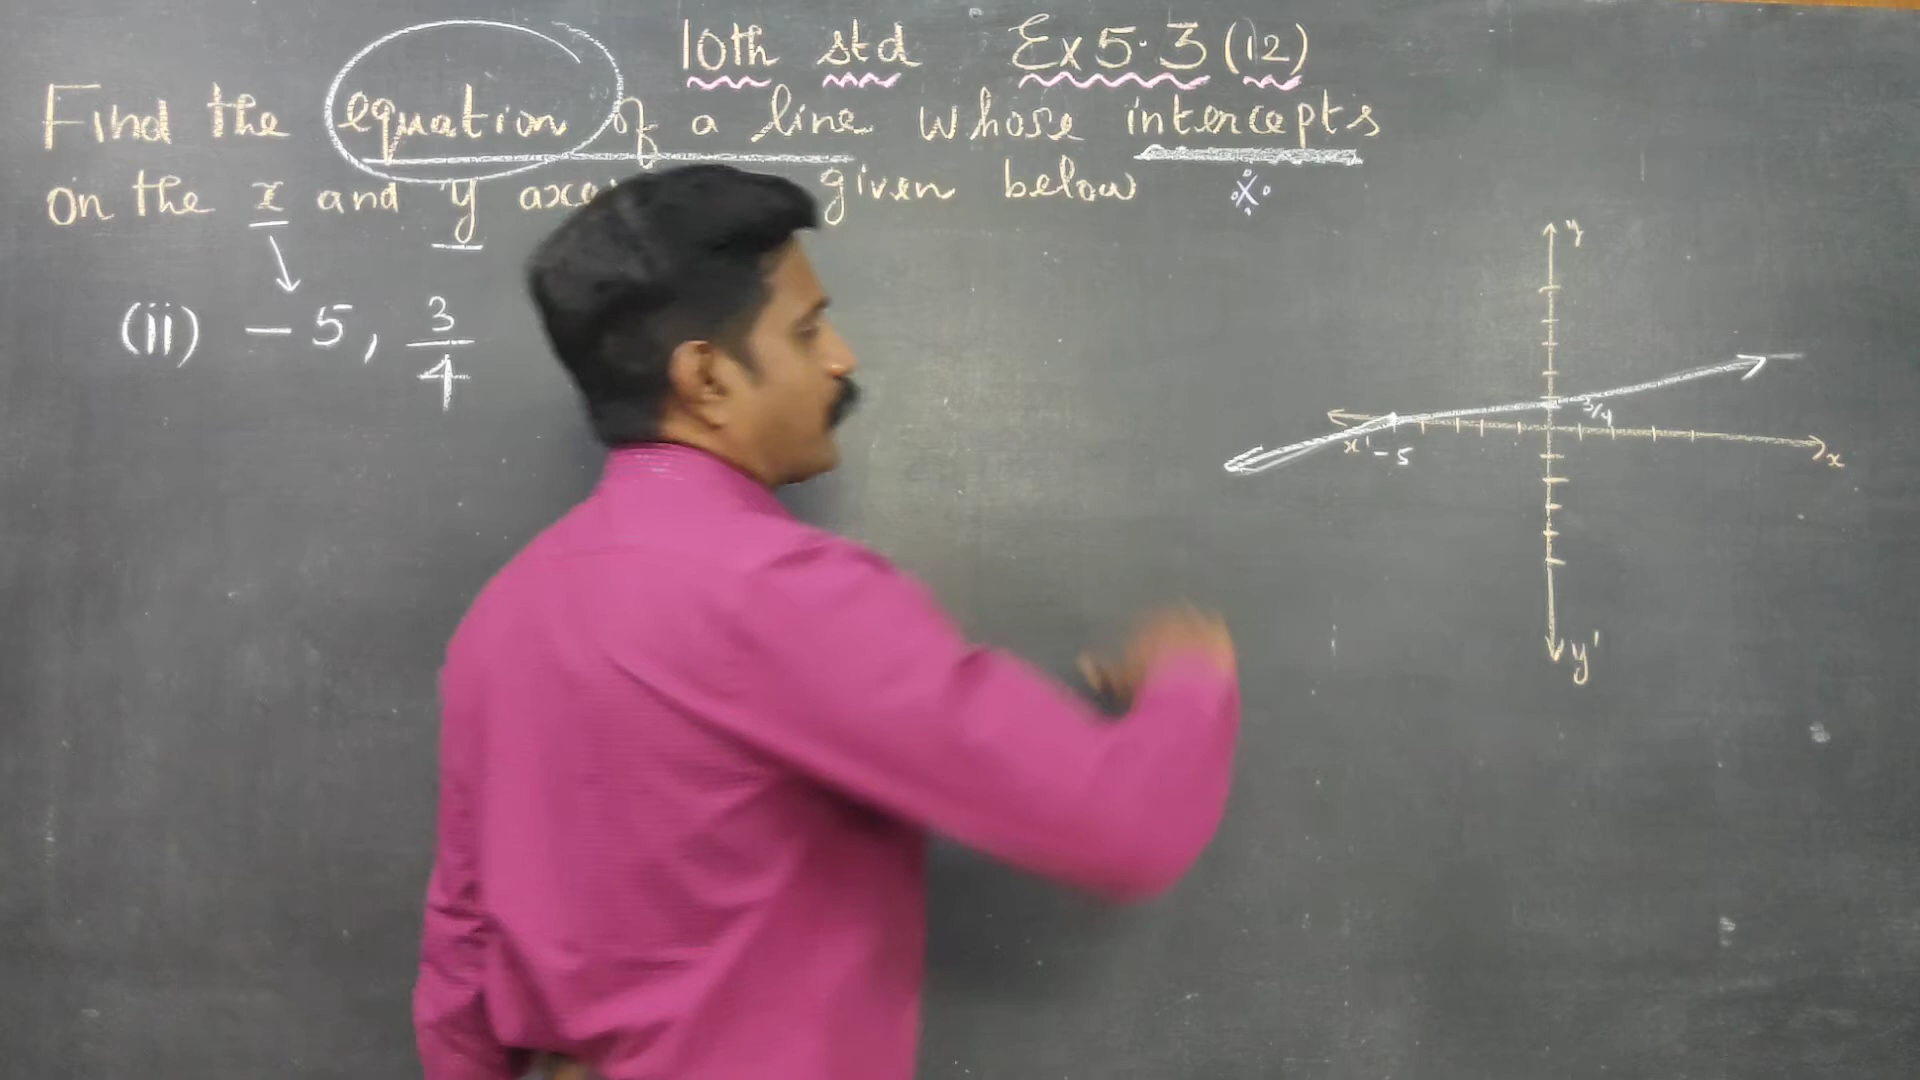 10th std Ex 5.3 (12)
Find the equation of a line whose intercepts
on the x and y given below
(ii) -5, 3/4
y
3/4
x' -5 x
y'